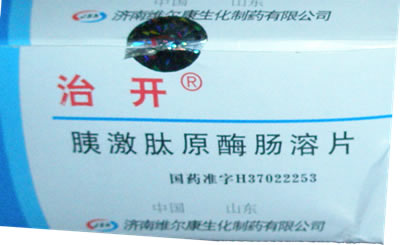 中国 山东
济南维尔康生化制药有限公司
治开®
胰激肽原酶肠溶片
国药准字H37022253
中国 山东
济南维尔康生化制药有限公司